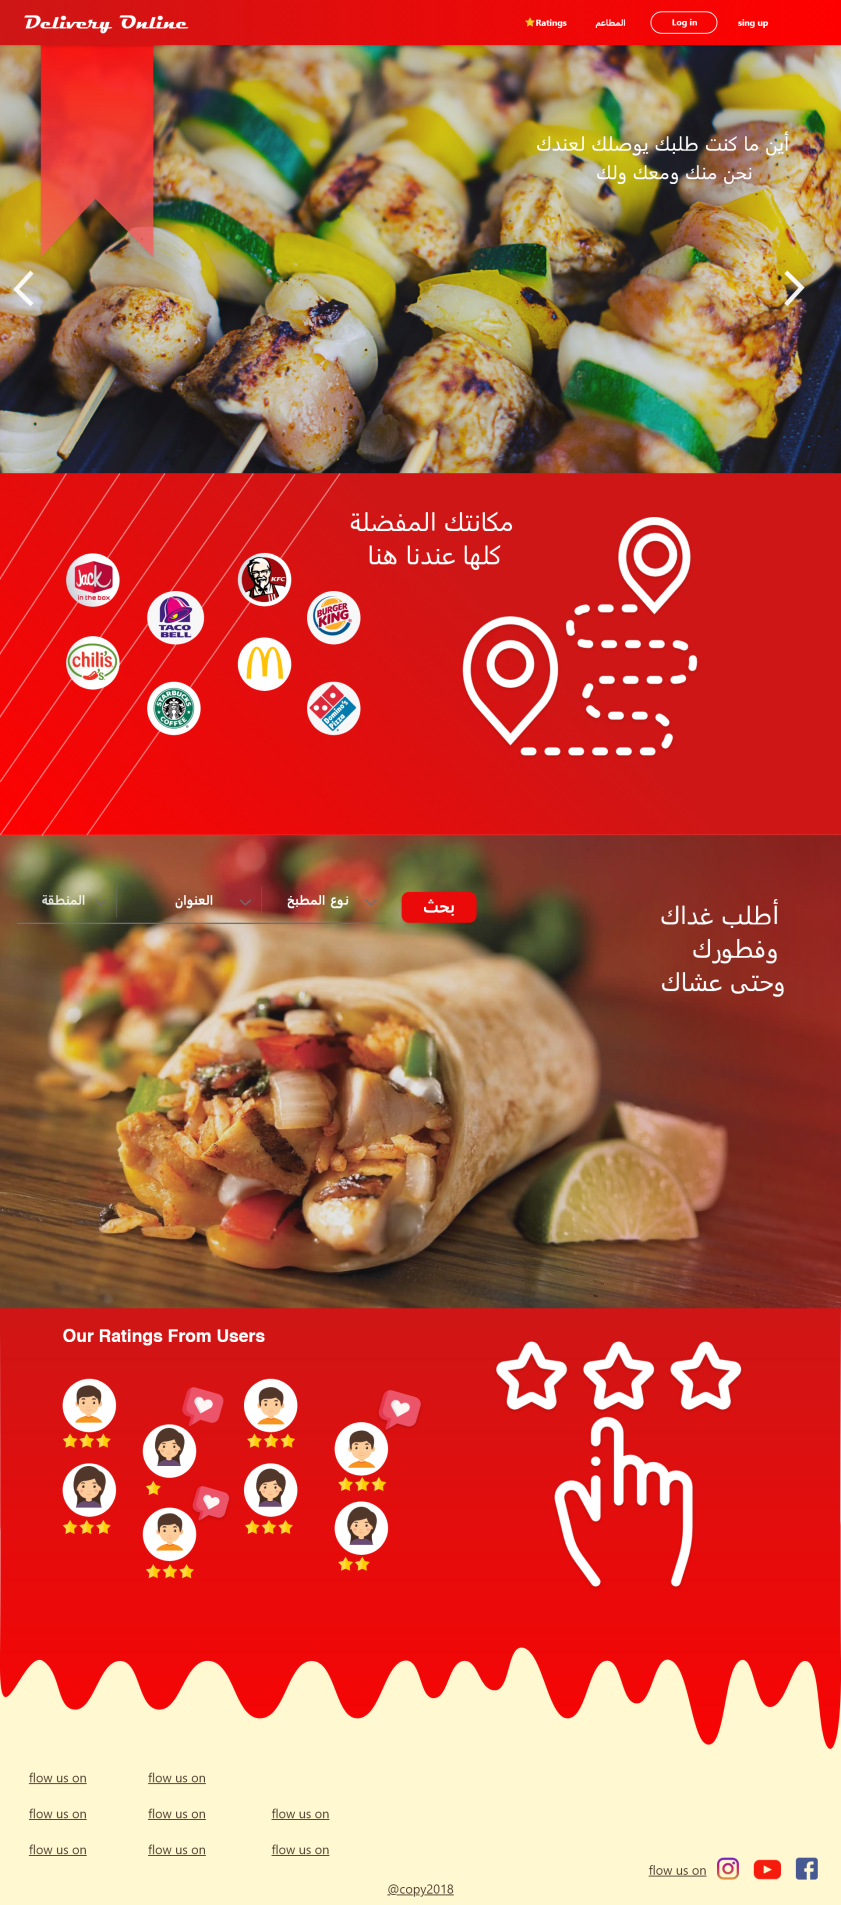 Delivery Online
Ratings
المطاعم
Log in
sing up
أين ما كنت طلبك يوصلك لعندك
نحن منك ومعك ولك
مكانتك المفضلة
كلها عندنا هنا
Jack
in the box
KFC
TACO
BELL
BURGER
KING
chili's
STARBUCKS
COFFEE
Domino's
Pizza
المنطقة
العنوان
نوع المطبخ
بحث
أطلب غداك
وفطورك
وحتى عشاك
Our Ratings From Users
flow us on
flow us on
flow us on
flow us on
flow us on
flow us on
flow us on
flow us on
flow us on
@copy2018